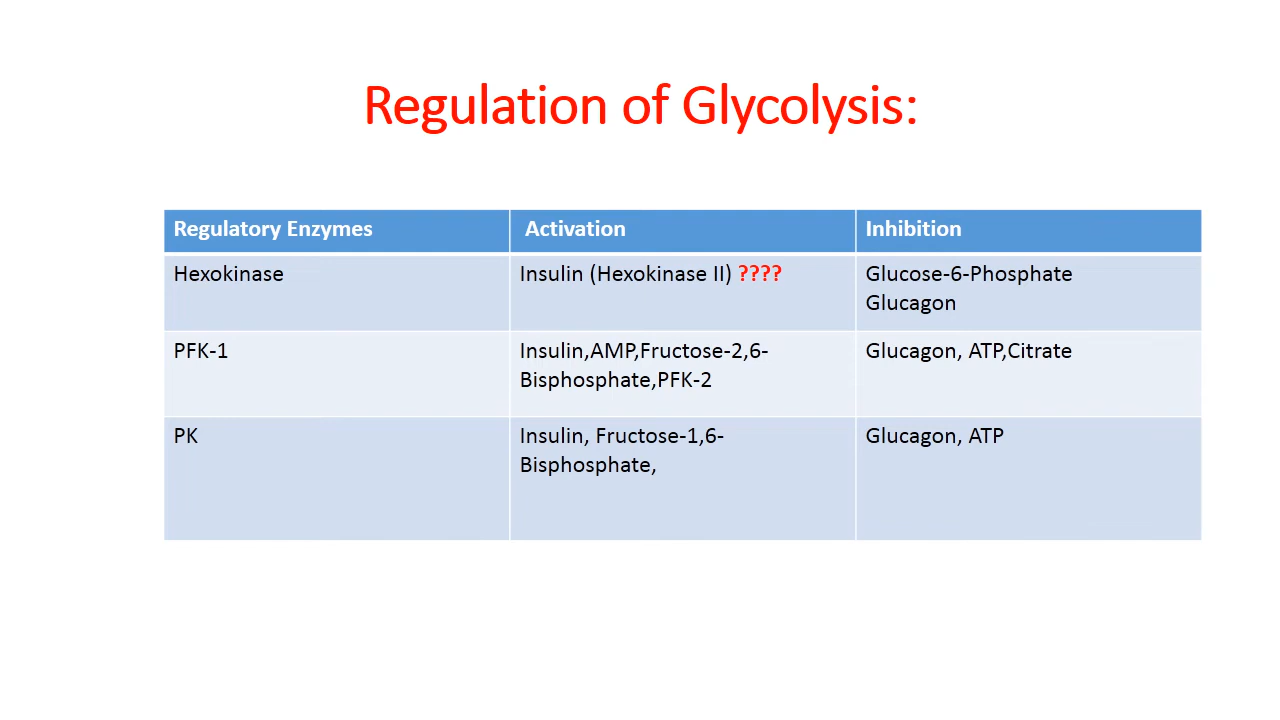 Regulation of Glycolysis:
Regulatory Enzymes
Activation
Inhibition
Hexokinase
Insulin (Hexokinase II) ????
Glucose-6-Phosphate
Glucagon
PFK-1
Insulin,AMP,Fructose-2,6-
Bisphosphate,PFK-2
Glucagon, ATP,Citrate
PK
Insulin, Fructose-1,6-
Bisphosphate,
Glucagon, ATP